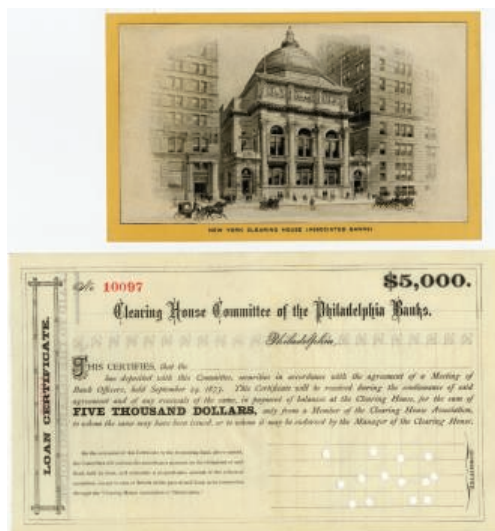 NEW YORK CLEARING HOUSE (ASSOCIATED BANKS)
No 10097
$5,000.
Clearing House Committee of the Philadelphia Banks.
Philadelphia,
LOAN CERTIFICATE.
THIS CERTIFIES, that the
has deposited with this Committee, securities in accordance with the agreement of a Meeting of
Bank Officers, held September 24, 1873. This Certificate will be received during the continuance of said
agreement and of any renewals of the same, in payment of balances at the Clearing House, for the sum of
FIVE THOUSAND DOLLARS, only from a Member of the Clearing House Association,
to whom the same may have been issued, or to whom it may be endorsed by the Manager of the Clearing House.